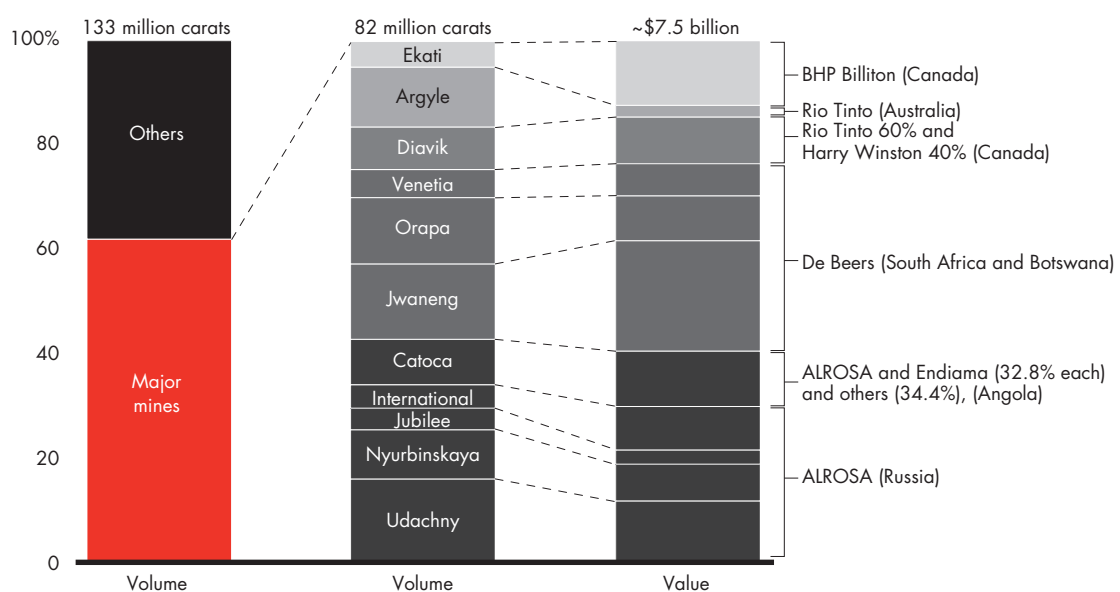 133 million carats
82 million carats
~$7.5 billion
100%
80
60
40
20
0
Others
Major
mines
Ekati
Argyle
Diavik
Venetia
Orapa
Jwaneng
Catoca
International
Jubilee
Nyurbinskaya
Udachny
BHP Billiton (Canada)
Rio Tinto (Australia)
Rio Tinto 60% and
Harry Winston 40% (Canada)
De Beers (South Africa and Botswana)
ALROSA and Endiama (32.8% each)
and others (34.4%), (Angola)
ALROSA (Russia)
Volume
Volume
Value